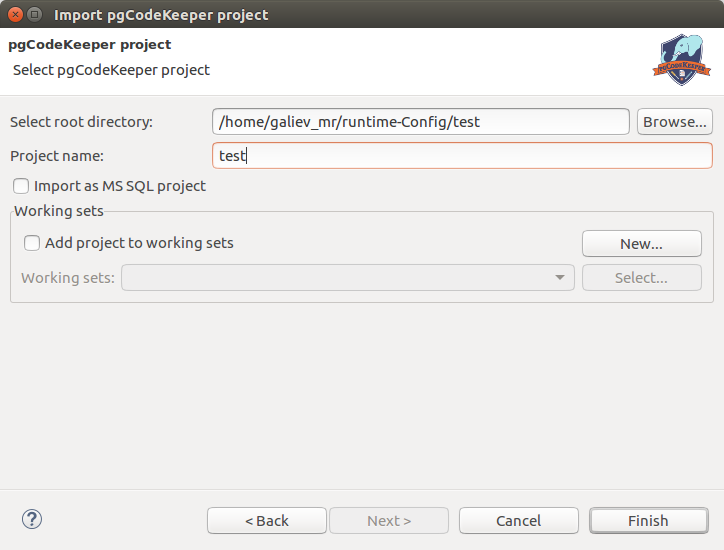 Import pgCodeKeeper project
pgCodeKeeper project
Select pgCodeKeeper project
PGCODEKEEPER
Select root directory: /home/galiev_mr/runtime-Config/test Browse...
Project name: test
Import as MS SQL project
Working sets
Add project to working sets New...
Working sets: Select...
? < Back Next > Cancel Finish